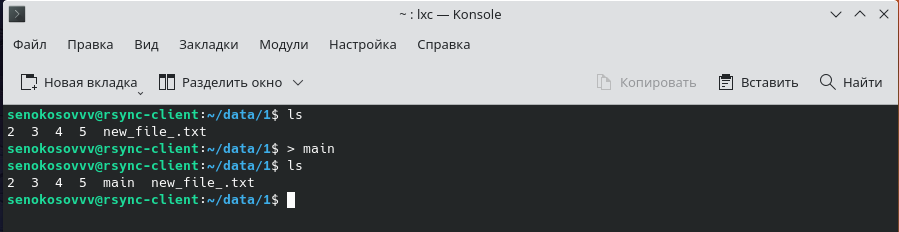 ~ : lxc — Konsole
Файл Правка Вид Закладки Модули Настройка Справка
Новая вкладка Разделить окно Копировать Вставить Найти
senokosovvv@rsync-client:~/data/1$ ls
2  3  4  5  new_file_.txt
senokosovvv@rsync-client:~/data/1$ > main
senokosovvv@rsync-client:~/data/1$ ls
2  3  4  5  main  new_file_.txt
senokosovvv@rsync-client:~/data/1$